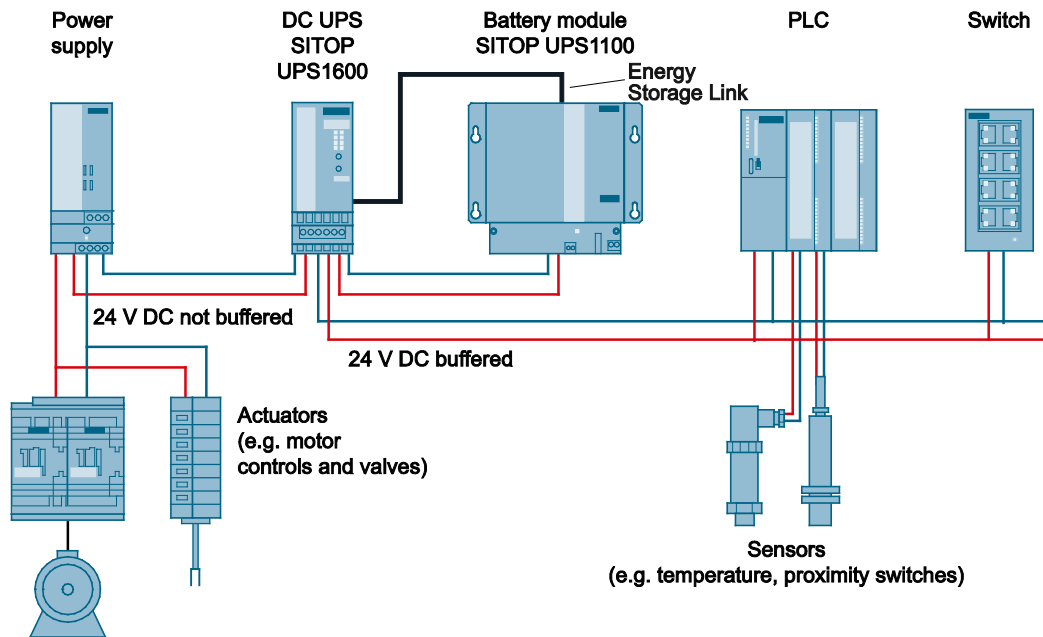 Power
supply
DC UPS
SITOP
UPS1600
Battery module
SITOP UPS1100
PLC
Switch
Energy
Storage Link
24 V DC not buffered
24 V DC buffered
Actuators
(e.g. motor
controls and valves)
Sensors
(e.g. temperature, proximity switches)